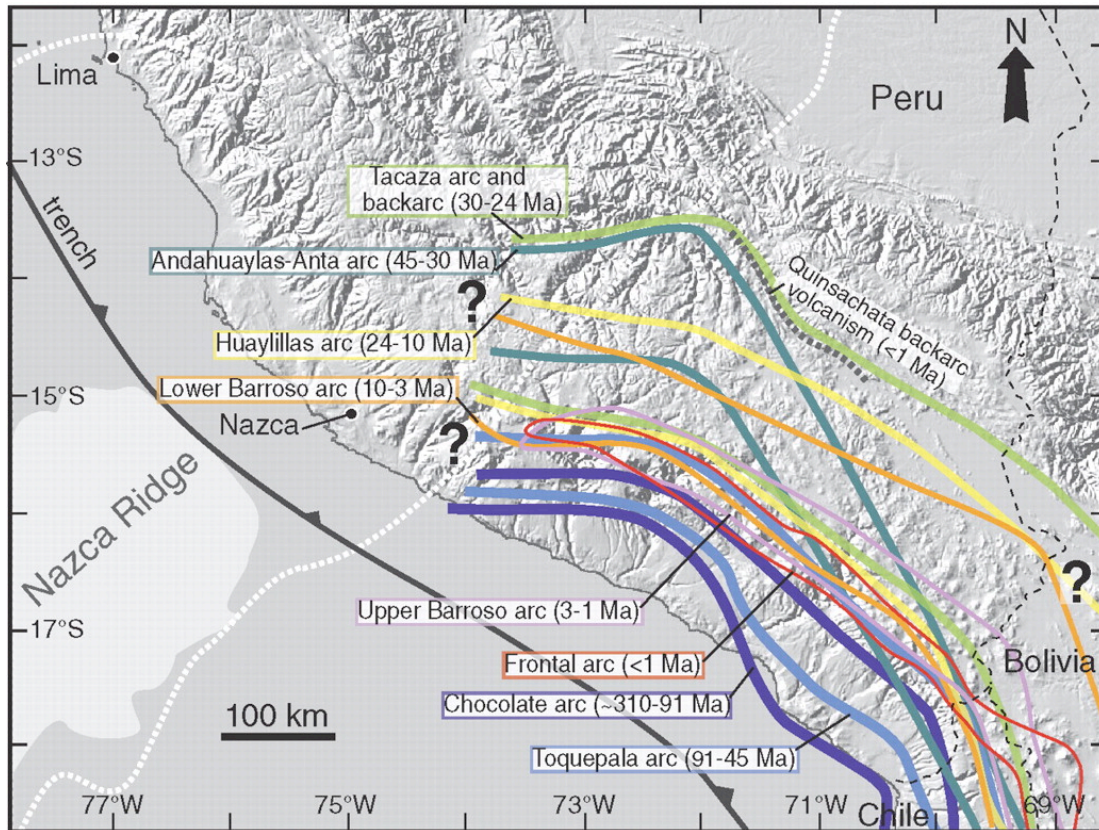 N
Lima
Peru
13°S
trench
Tacaza arc and
backarc (30-24 Ma)
Andahuaylas-Anta arc (45-30 Ma)
Quinsachata backarc
volcanism (<1 Ma)
?
Huaylillas arc (24-10 Ma)
Lower Barroso arc (10-3 Ma)
15°S
Nazca
?
Nazca Ridge
?
Upper Barroso arc (3-1 Ma)
17°S
Frontal arc (<1 Ma)
Bolivia
Chocolate arc (~310-91 Ma)
100 km
Toquepala arc (91-45 Ma)
77°W
75°W
73°W
71°W
69°W
Chile